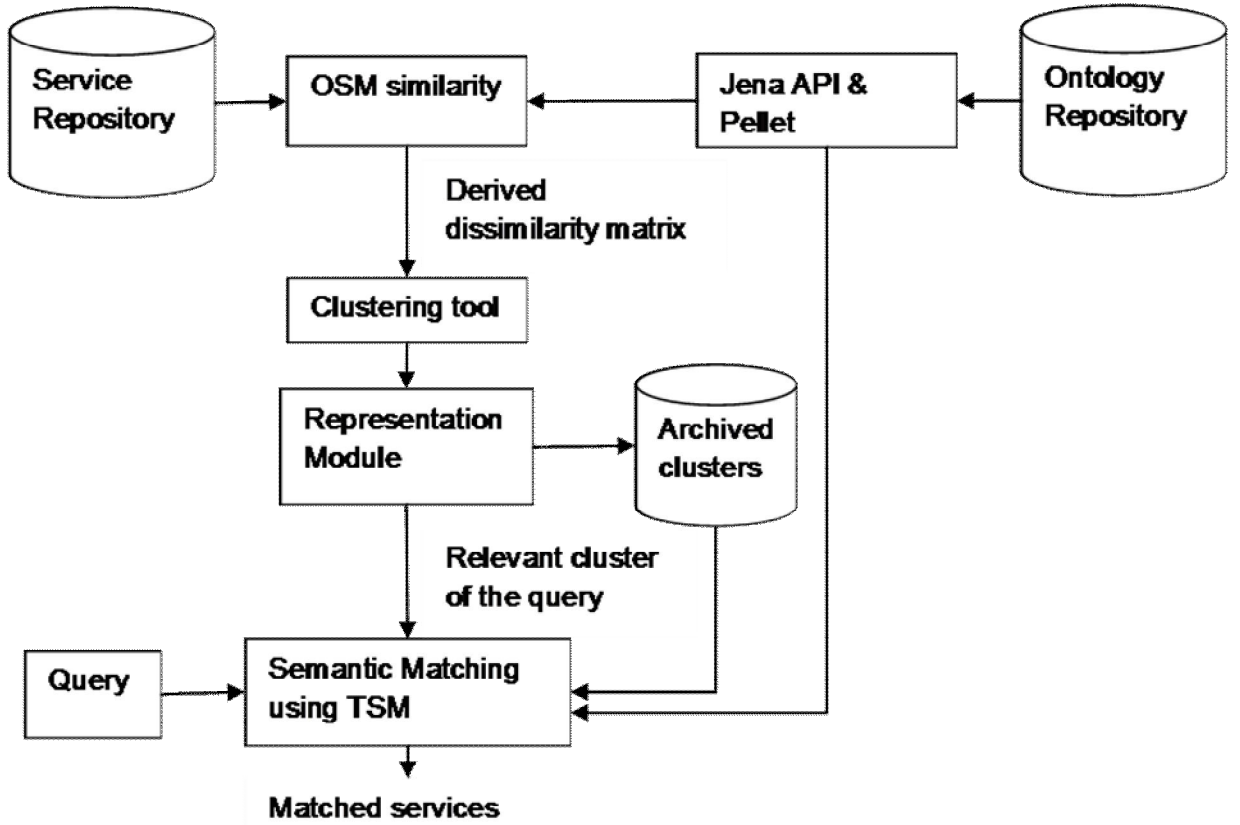 Service
Repository
OSM similarity
Jena API &
Pellet
Ontology
Repository
Derived
dissimilarity matrix
Clustering tool
Representation
Module
Archived
clusters
Relevant cluster
of the query
Query
Semantic Matching
using TSM
Matched services